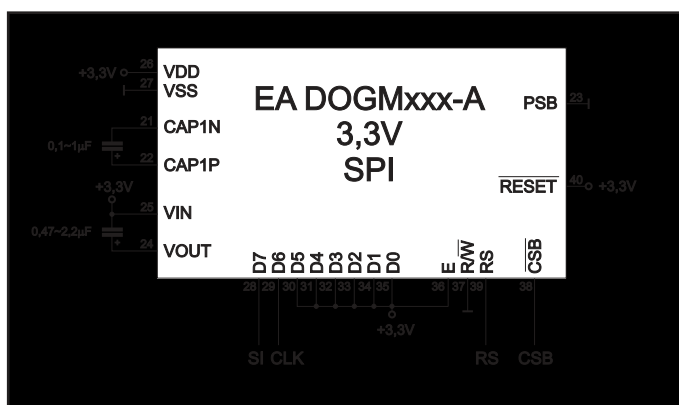 EA DOGMxxx-A
3,3V
SPI
+3,3V 26 VDD
27 VSS
21 CAP1N
0,1~1µF
22 CAP1P
+3,3V
25 VIN
0,47~2,2µF
24 VOUT
PSB 23
RESET 40 +3,3V
D7 D6 D5 D4 D3 D2 D1 D0 E R/W RS CSB
28 29 30 31 32 33 34 35 36 37 39 38
+3,3V
SI CLK RS CSB